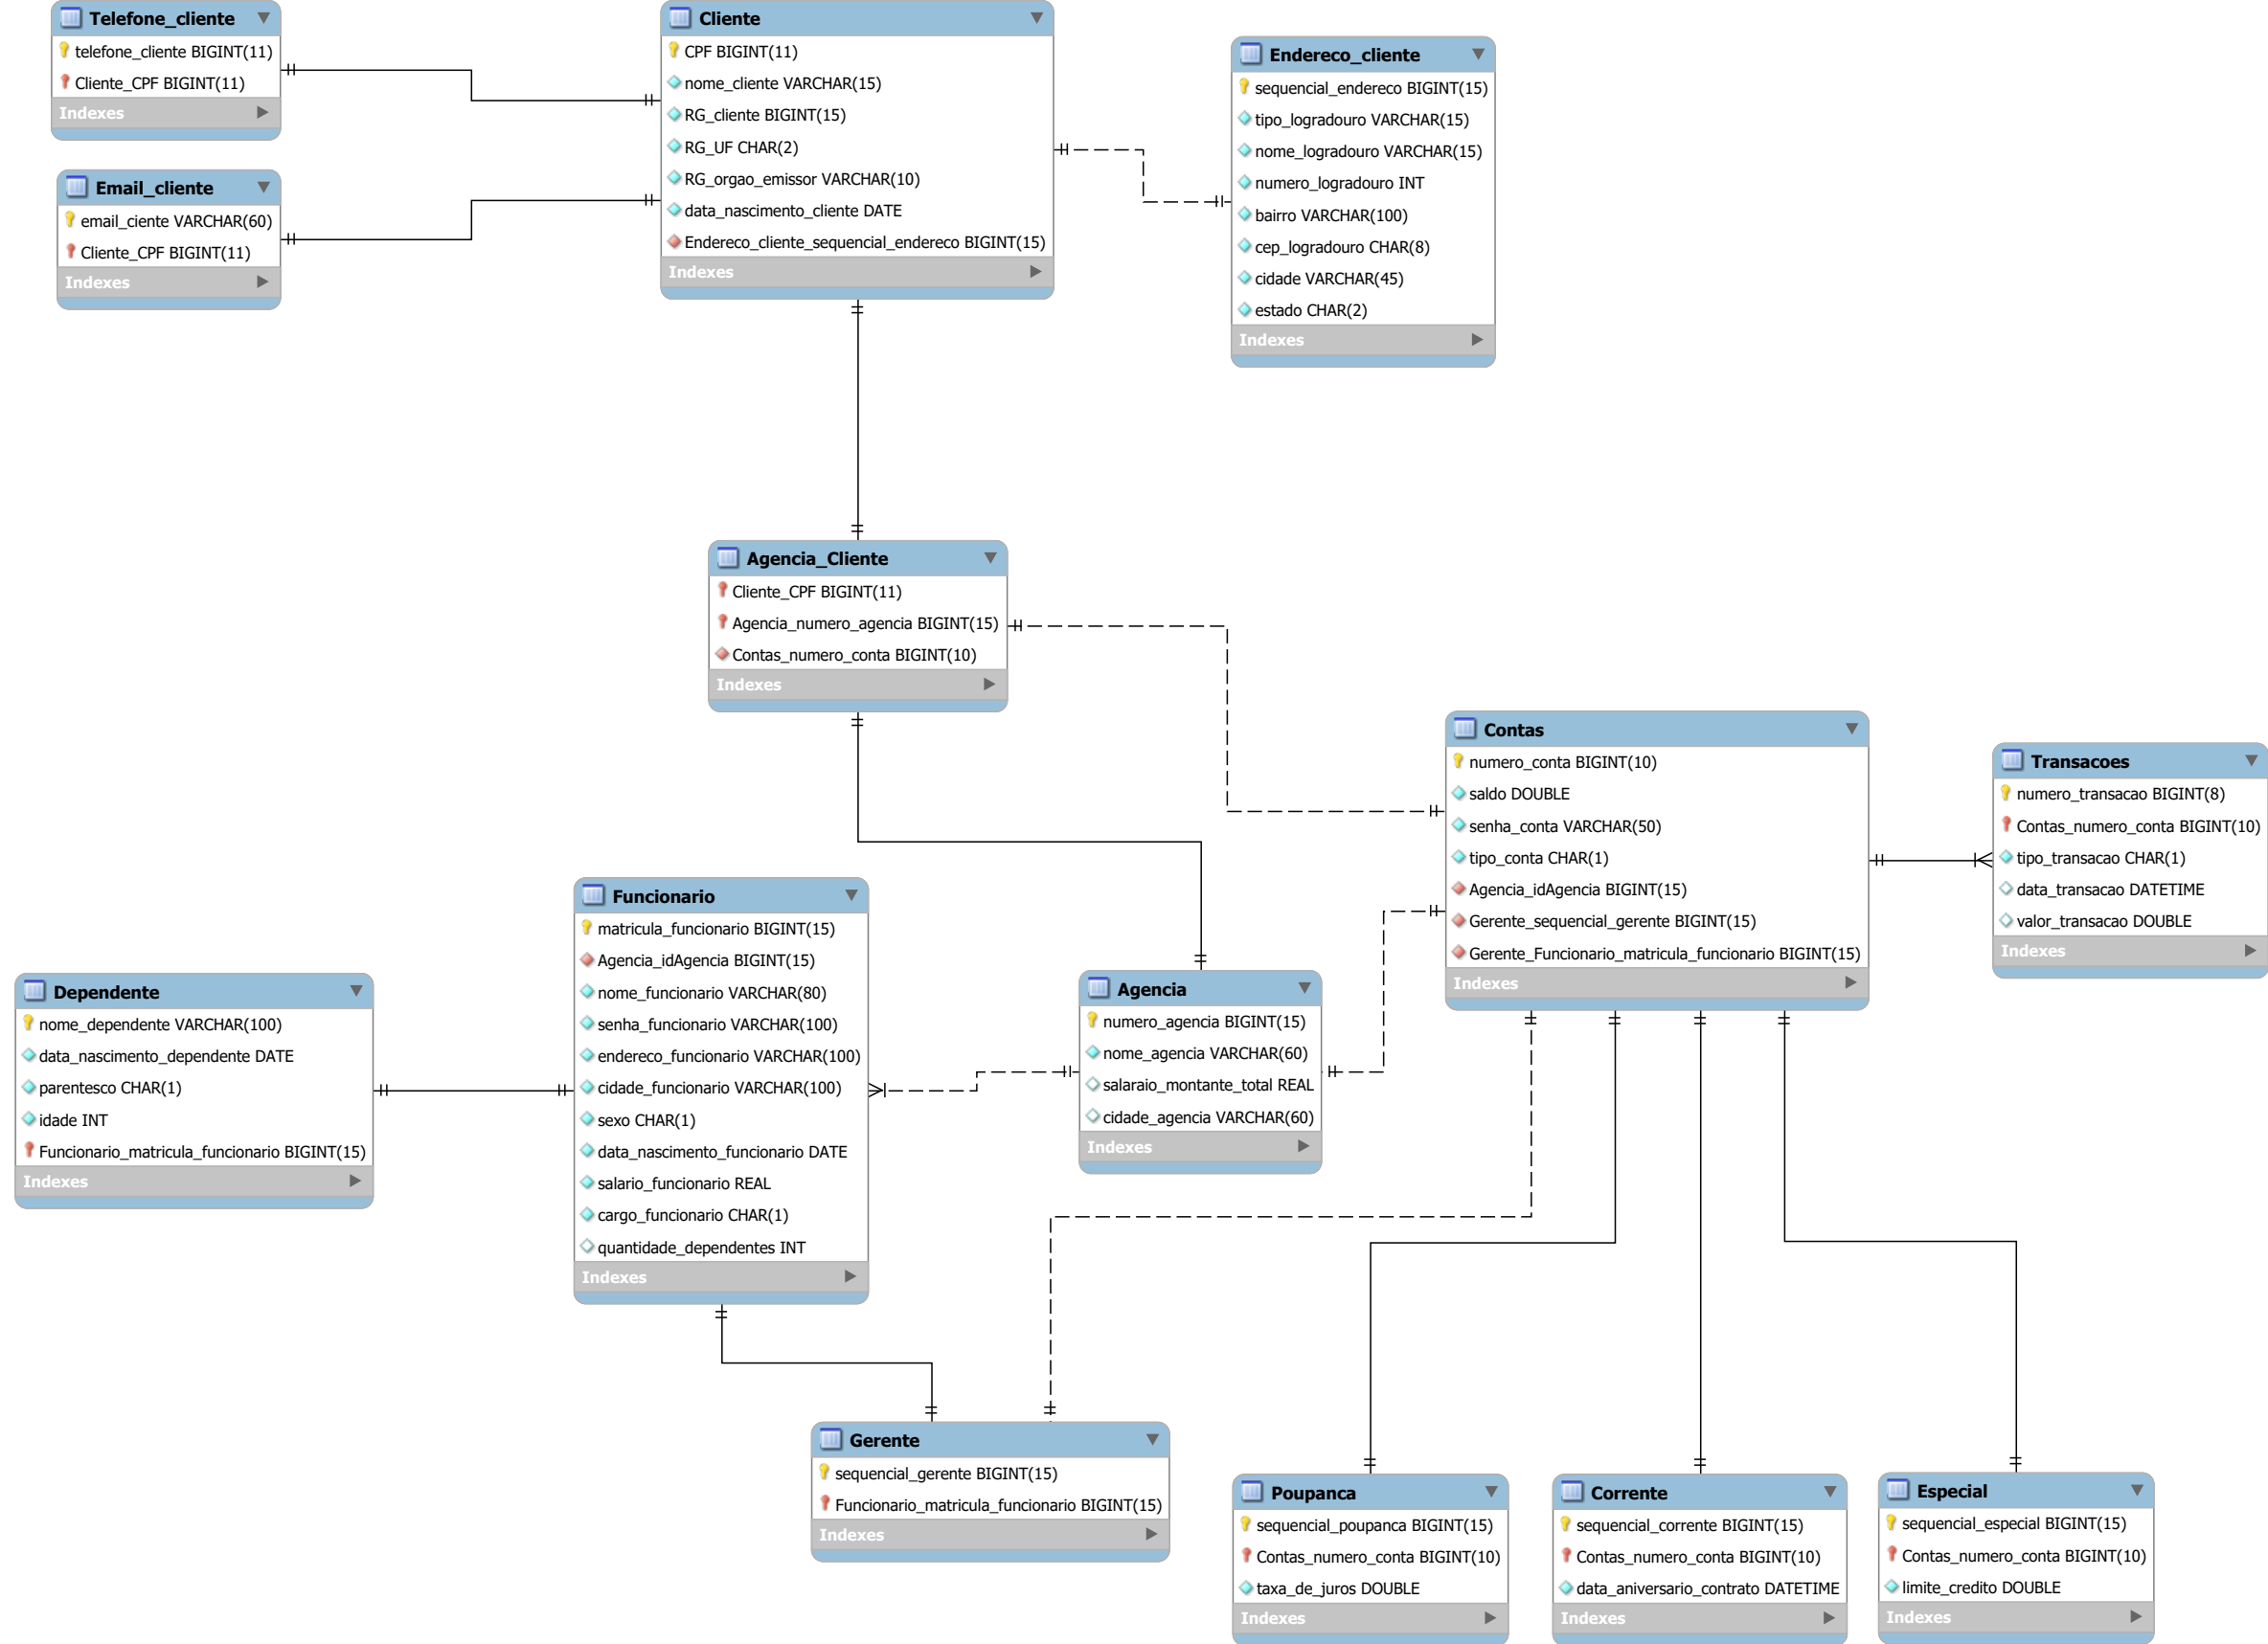 Telefone_cliente
telefone_cliente BIGINT(11)
Cliente_CPF BIGINT(11)
Indexes
Email_cliente
email_ciente VARCHAR(60)
Cliente_CPF BIGINT(11)
Indexes
Cliente
CPF BIGINT(11)
nome_cliente VARCHAR(15)
RG_cliente BIGINT(15)
RG_UF CHAR(2)
RG_orgao_emissor VARCHAR(10)
data_nascimento_cliente DATE
Endereco_cliente_sequencial_endereco BIGINT(15)
Indexes
Endereco_cliente
sequencial_endereco BIGINT(15)
tipo_logradouro VARCHAR(15)
nome_logradouro VARCHAR(15)
numero_logradouro INT
bairro VARCHAR(100)
cep_logradouro CHAR(8)
cidade VARCHAR(45)
estado CHAR(2)
Indexes
Agencia_Cliente
Cliente_CPF BIGINT(11)
Agencia_numero_agencia BIGINT(15)
Contas_numero_conta BIGINT(10)
Indexes
Contas
numero_conta BIGINT(10)
saldo DOUBLE
senha_conta VARCHAR(50)
tipo_conta CHAR(1)
Agencia_idAgencia BIGINT(15)
Gerente_sequencial_gerente BIGINT(15)
Gerente_Funcionario_matricula_funcionario BIGINT(15)
Indexes
Transacoes
numero_transacao BIGINT(8)
Contas_numero_conta BIGINT(10)
tipo_transacao CHAR(1)
data_transacao DATETIME
valor_transacao DOUBLE
Indexes
Funcionario
matricula_funcionario BIGINT(15)
Agencia_idAgencia BIGINT(15)
nome_funcionario VARCHAR(80)
senha_funcionario VARCHAR(100)
endereco_funcionario VARCHAR(100)
cidade_funcionario VARCHAR(100)
sexo CHAR(1)
data_nascimento_funcionario DATE
salario_funcionario REAL
cargo_funcionario CHAR(1)
quantidade_dependentes INT
Indexes
Dependente
nome_dependente VARCHAR(100)
data_nascimento_dependente DATE
parentesco CHAR(1)
idade INT
Funcionario_matricula_funcionario BIGINT(15)
Indexes
Agencia
numero_agencia BIGINT(15)
nome_agencia VARCHAR(60)
salaraio_montante_total REAL
cidade_agencia VARCHAR(60)
Indexes
Gerente
sequencial_gerente BIGINT(15)
Funcionario_matricula_funcionario BIGINT(15)
Indexes
Poupanca
sequencial_poupanca BIGINT(15)
Contas_numero_conta BIGINT(10)
taxa_de_juros DOUBLE
Indexes
Corrente
sequencial_corrente BIGINT(15)
Contas_numero_conta BIGINT(10)
data_aniversario_contrato DATETIME
Indexes
Especial
sequencial_especial BIGINT(15)
Contas_numero_conta BIGINT(10)
limite_credito DOUBLE
Indexes